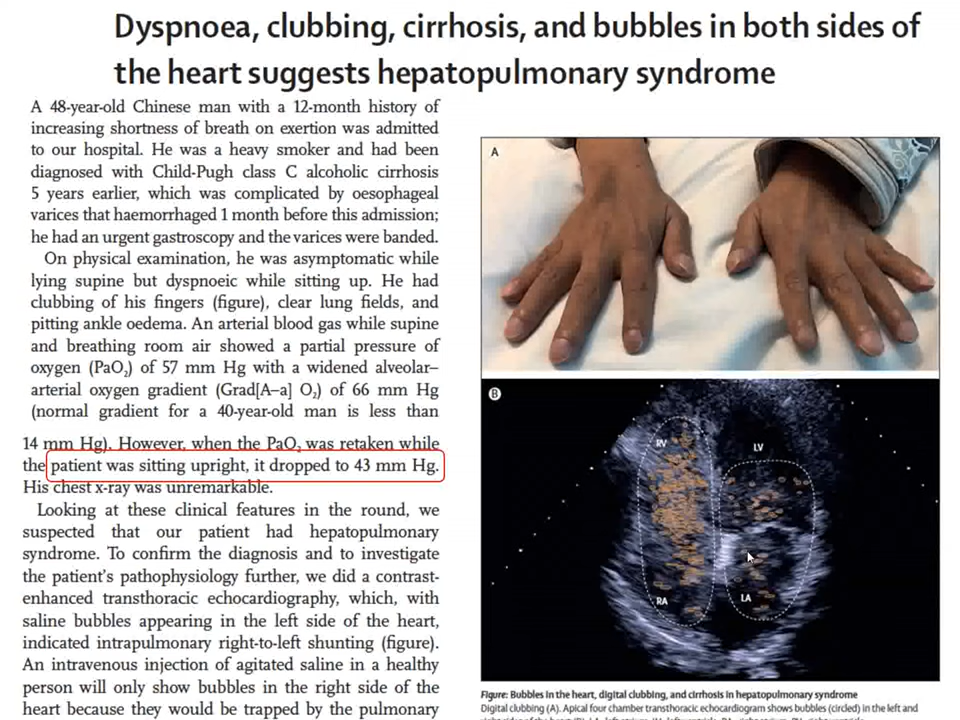 Dyspnoea, clubbing, cirrhosis, and bubbles in both sides of
the heart suggests hepatopulmonary syndrome
A 48-year-old Chinese man with a 12-month history of
increasing shortness of breath on exertion was admitted
to our hospital. He was a heavy smoker and had been
diagnosed with Child-Pugh class C alcoholic cirrhosis
5 years earlier, which was complicated by oesophageal
varices that haemorrhaged 1 month before this admission;
he had an urgent gastroscopy and the varices were banded.
On physical examination, he was asymptomatic while
lying supine but dyspnoeic while sitting up. He had
clubbing of his fingers (figure), clear lung fields, and
pitting ankle oedema. An arterial blood gas while supine
and breathing room air showed a partial pressure of
oxygen (PaO₂) of 57 mm Hg with a widened alveolar–
arterial oxygen gradient (Grad[A–a] O₂) of 66 mm Hg
(normal gradient for a 40-year-old man is less than
14 mm Hg). However, when the PaO₂ was retaken while
the patient was sitting upright, it dropped to 43 mm Hg.
His chest x-ray was unremarkable.
Looking at these clinical features in the round, we
suspected that our patient had hepatopulmonary
syndrome. To confirm the diagnosis and to investigate
the patient's pathophysiology further, we did a contrast-
enhanced transthoracic echocardiography, which, with
saline bubbles appearing in the left side of the heart,
indicated intrapulmonary right-to-left shunting (figure).
An intravenous injection of agitated saline in a healthy
person will only show bubbles in the right side of the
heart because they would be trapped by the pulmonary
A
B
RV
LV
RA
LA
Figure: Bubbles in the heart, digital clubbing, and cirrhosis in hepatopulmonary syndrome
Digital clubbing (A). Apical four chamber transthoracic echocardiogram shows bubbles (circled) in the left and